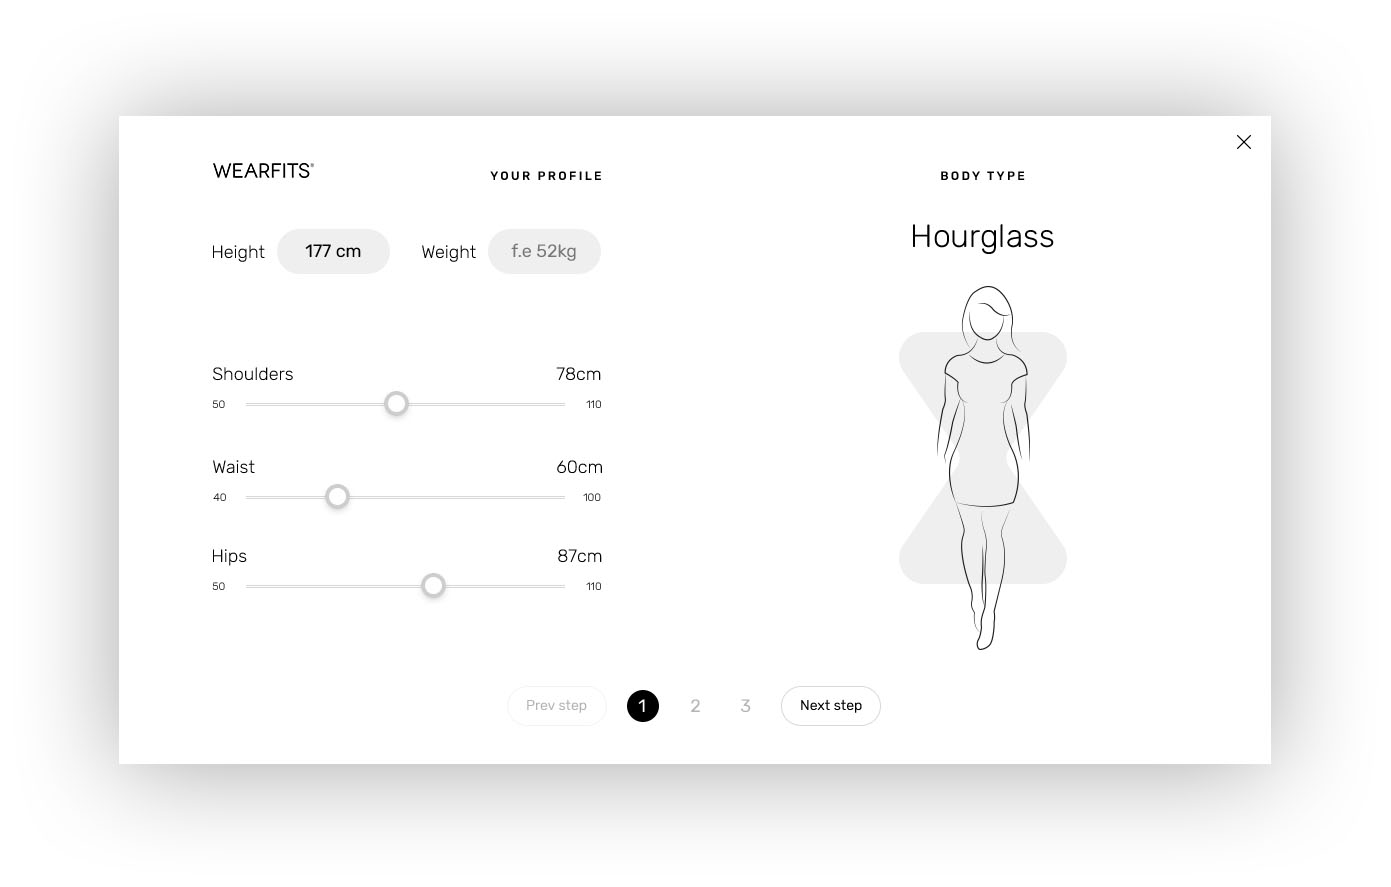 WEARFITS®
YOUR PROFILE
Height 177 cm Weight f.e 52kg
Shoulders 78cm
50 110
Waist 60cm
40 100
Hips 87cm
50 110
BODY TYPE
Hourglass
Prev step 1 2 3 Next step